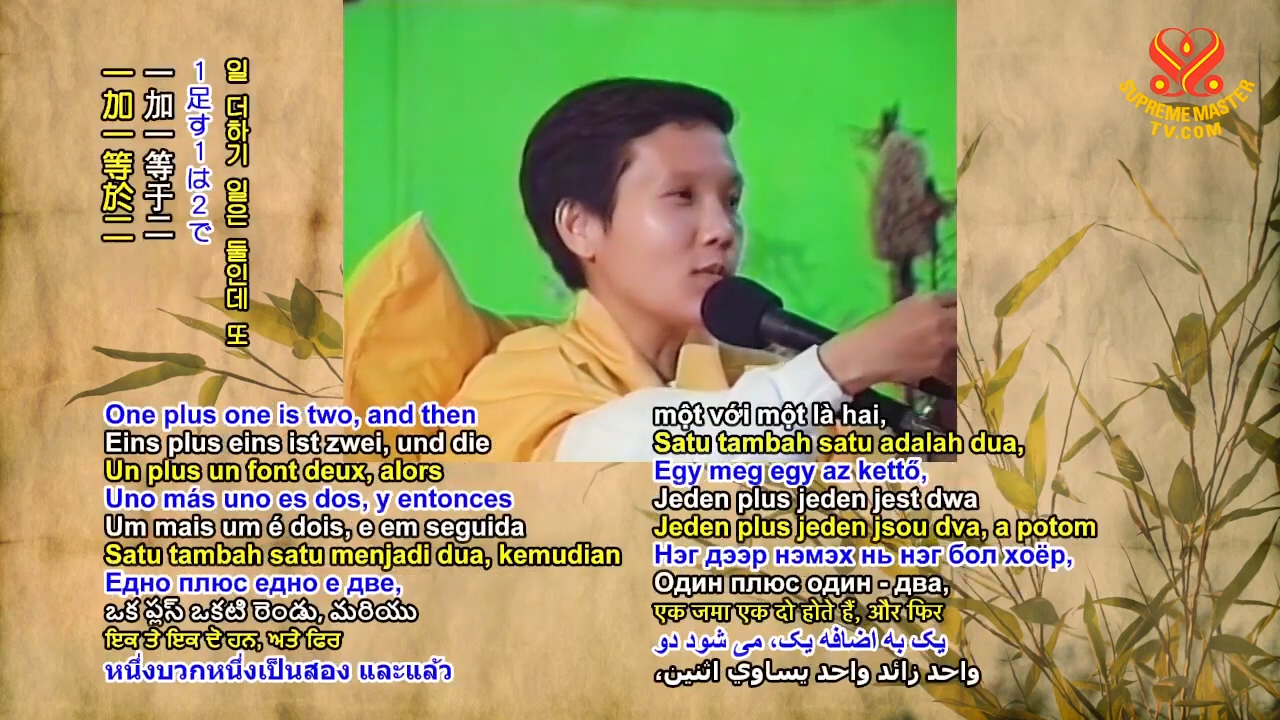 一加一等於二
一加一等于二
1足す1は2で
일 더하기 일은 둘인데 또
SUPREME MASTER
TV.COM
One plus one is two, and then
Eins plus eins ist zwei, und die
Un plus un font deux, alors
Uno más uno es dos, y entonces
Um mais um é dois, e em seguida
Satu tambah satu menjadi dua, kemudian
Едно плюс едно е две,
ఒక ప్లస్ ఒకటి రెండు, మరియు
ਇਕ ਤੇ ਇਕ ਦੋ ਹਨ, ਅਤੇ ਫਿਰ
หนึ่งบวกหนึ่งเป็นสอง และแล้ว
một với một là hai,
Satu tambah satu adalah dua,
Egy meg egy az kettő,
Jeden plus jeden jest dwa
Jeden plus jeden jsou dva, a potom
Нэг дээр нэмэх нь нэг бол хоёр,
Один плюс один - два,
एक जमा एक दो होते हैं, और फिर
یک به اضافه یک، می شود دو
واحد زائد واحد يساوي اثنين،